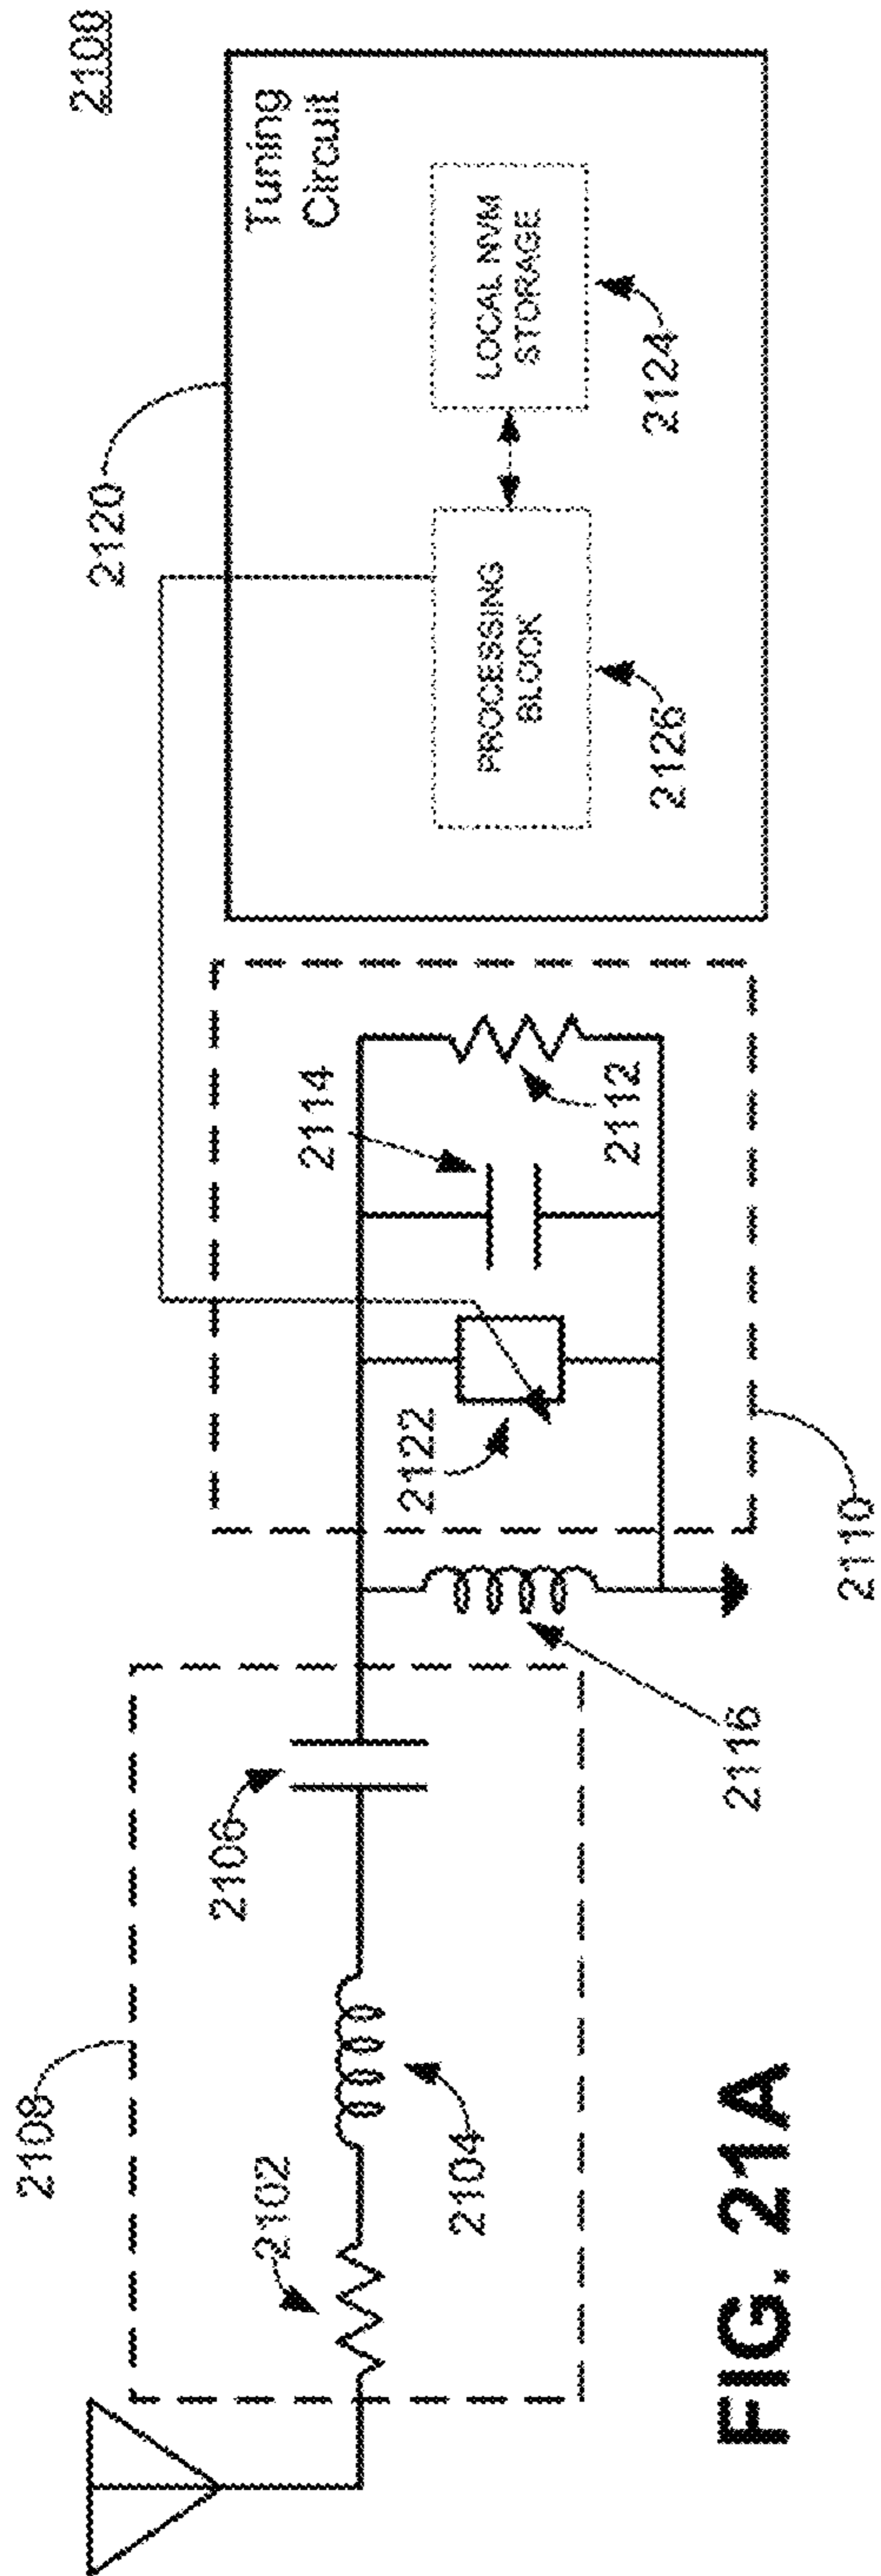 2100
2120
Tuning
Circuit
PROCESSING
BLOCK
LOCAL NVM
STORAGE
2126
2124
2108
2102
2104
2106
2114
2122
2112
2116
2110
FIG. 21A